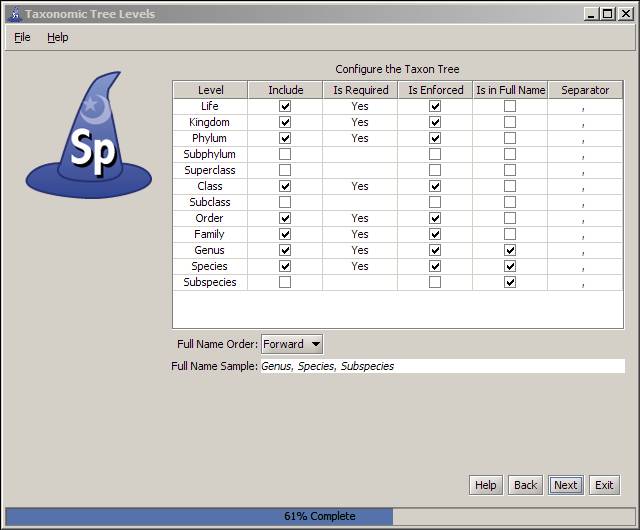 Taxonomic Tree Levels
File Help
Sp
Configure the Taxon Tree
Level Include Is Required Is Enforced Is in Full Name Separator
Life Yes ,
Kingdom Yes ,
Phylum Yes ,
Subphylum ,
Superclass ,
Class Yes ,
Subclass ,
Order Yes ,
Family Yes ,
Genus Yes ,
Species Yes ,
Subspecies ,
Full Name Order: Forward
Full Name Sample: Genus, Species, Subspecies
Help Back Next Exit
61% Complete